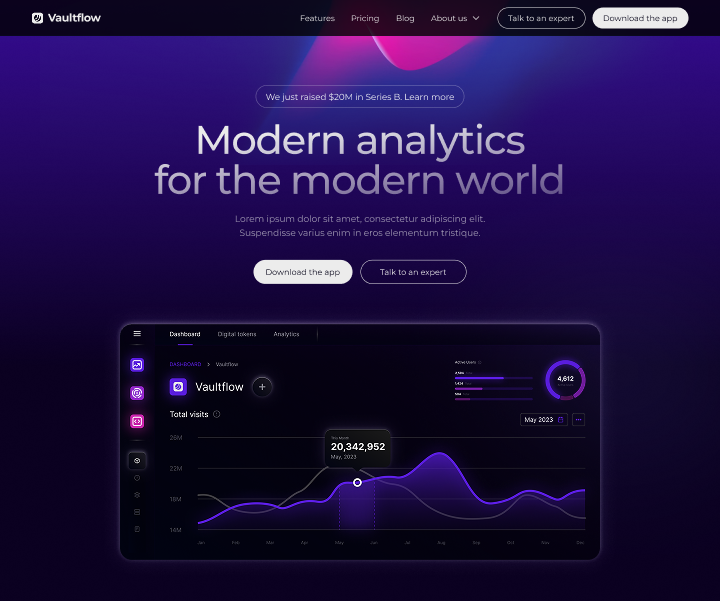 Vaultflow
Features
Pricing
Blog
About us
Talk to an expert
Download the app
We just raised $20M in Series B. Learn more
Modern analytics
for the modern world
Lorem ipsum dolor sit amet, consectetur adipiscing elit.
Suspendisse varius enim in eros elementum tristique.
Download the app
Talk to an expert
Dashboard
Digital tokens
Analytics
DASHBOARD > Vaultflow
Vaultflow
Active Users
4,612
Total visits
May 2023
This Month
20,342,952
May, 2023
26M
22M
18M
14M
Jan Feb Mar Apr May Jun Jul Aug Sep Oct Nov Dec